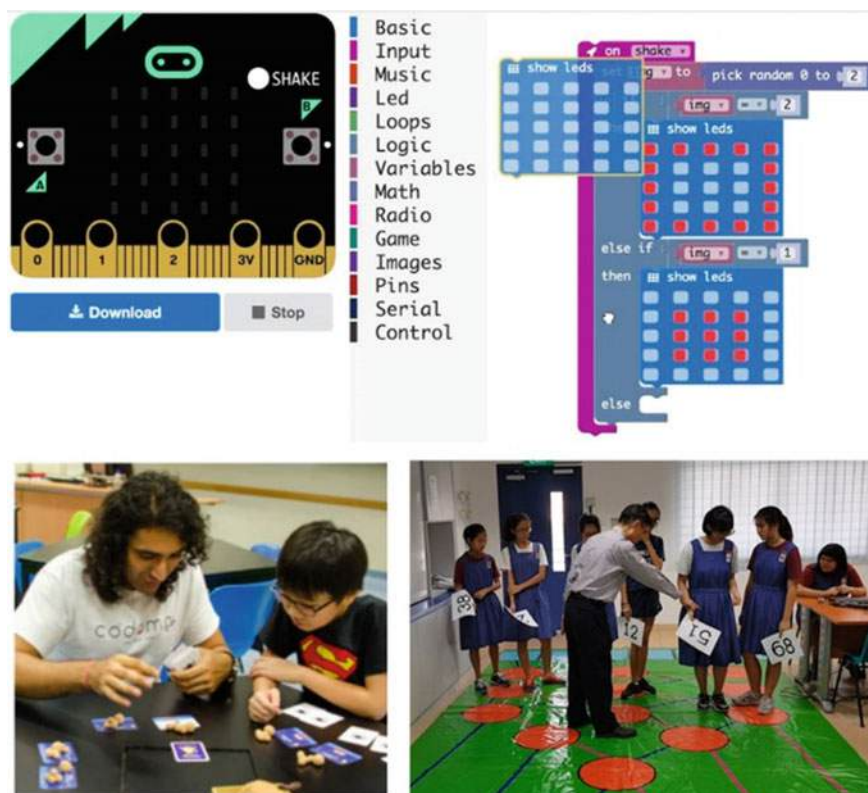 SHAKE
B
A
0 1 2 3V GND
Download
Stop
Basic
Input
Music
Led
Loops
Logic
Variables
Math
Radio
Game
Images
Pins
Serial
Control
on shake
show leds
to pick random 0 to 2
img = 2
show leds
else if img = 1
then show leds
else
38
12
51
68